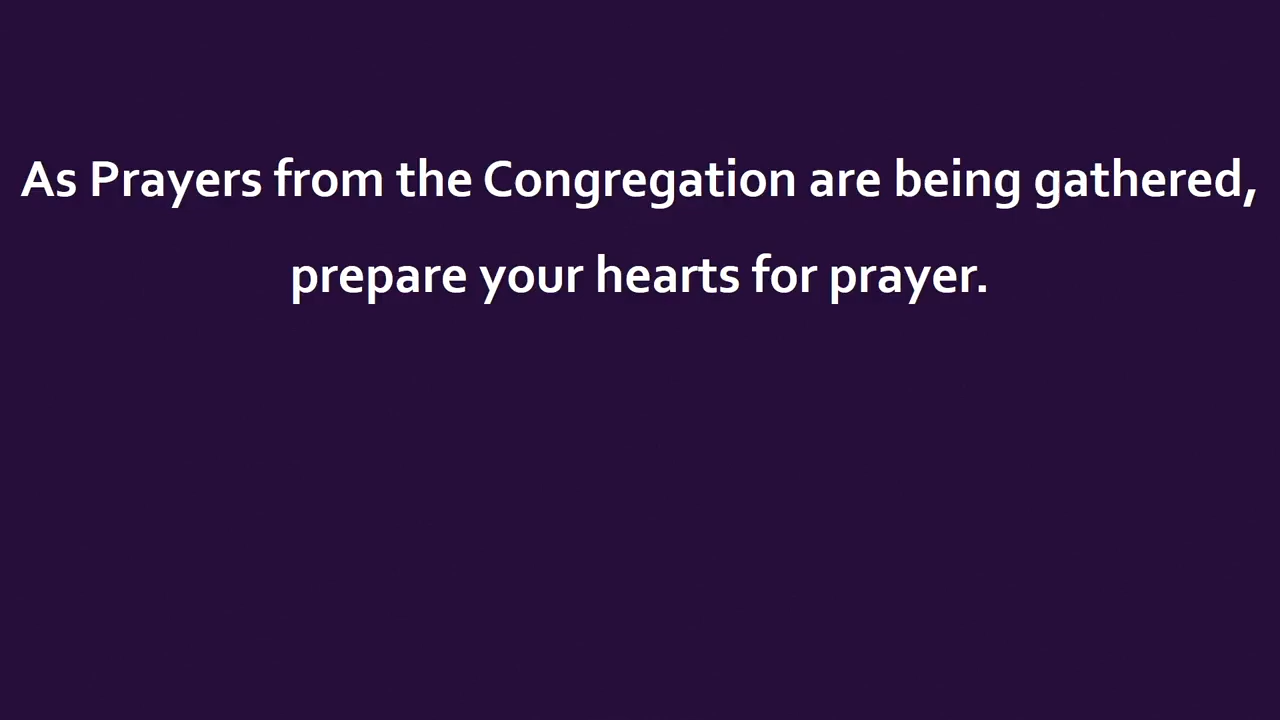 As Prayers from the Congregation are being gathered,
prepare your hearts for prayer.